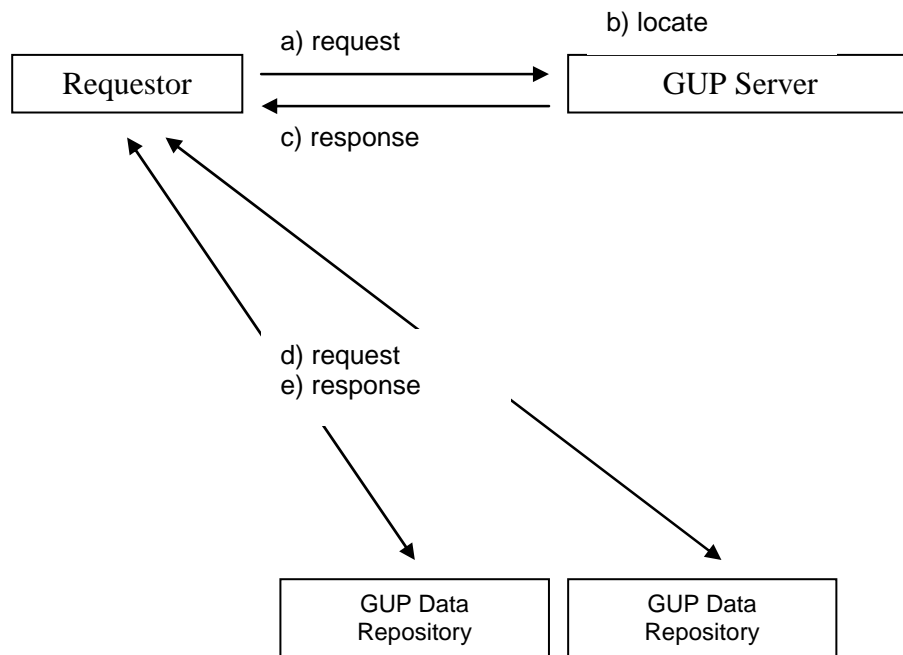 b) locate
a) request
Requestor
GUP Server
c) response
d) request
e) response
GUP Data
Repository
GUP Data
Repository